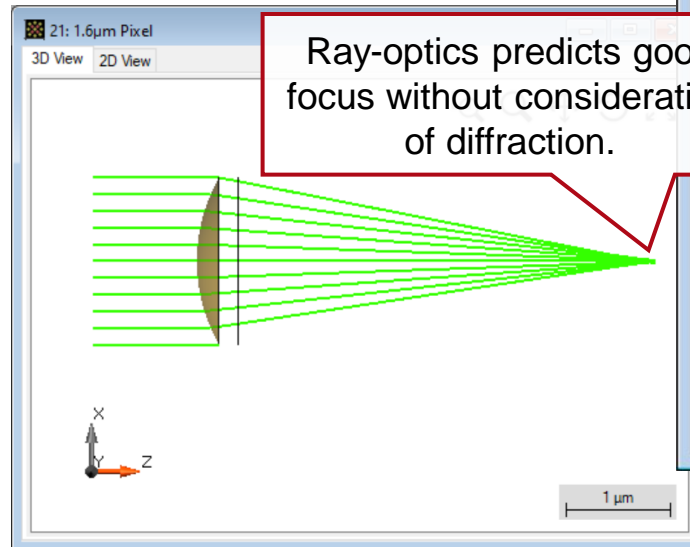 21: 1.6µm Pixel
3D View 2D View
Ray-optics predicts goo
focus without considerati
of diffraction.
X
Y Z
1 µm